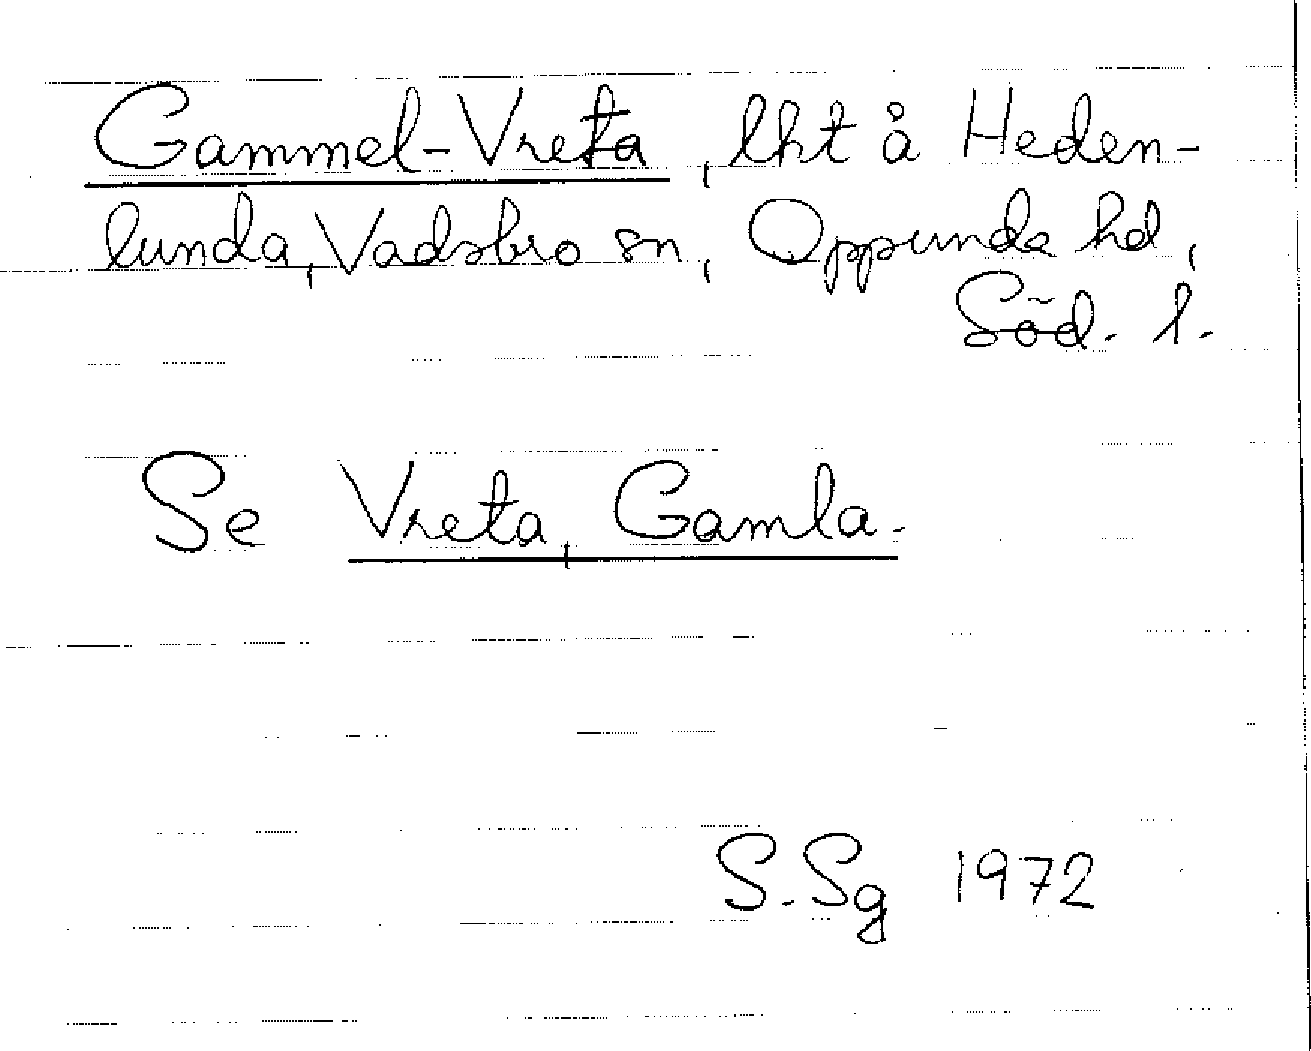 Gammel-Vreta, lht å Heden-
lunda, Vadsbro sn, Oppunda hd,
Söd. l.
Se Vreta, Gamla.
S. Sg 1972